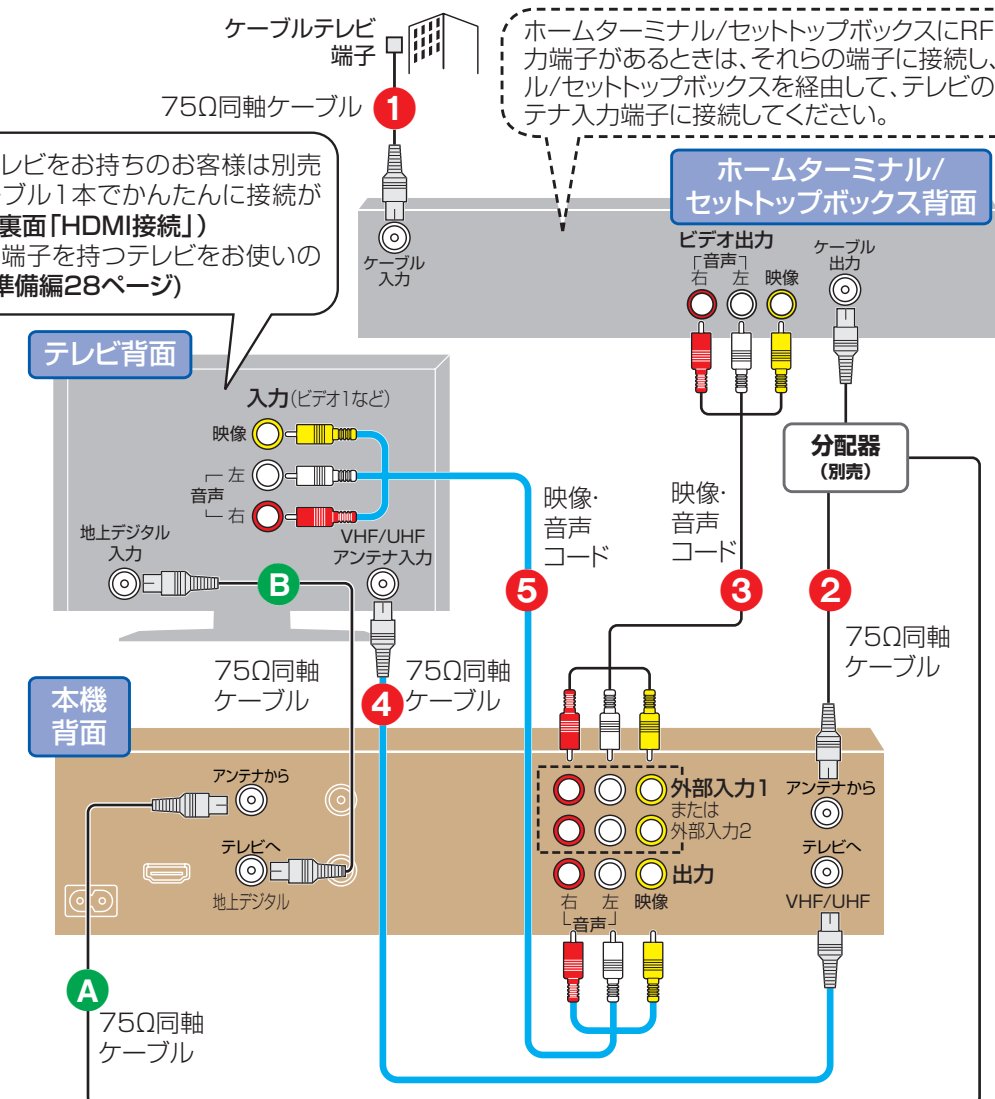 ケーブルテレビ
端子
75Ω同軸ケーブル
1
ホームターミナル/セットトップボックスにRF
力端子があるときは、それらの端子に接続し、
ル/セットトップボックスを経由して、テレビの
テナ入力端子に接続してください。
レビをお持ちのお客様は別売
ーブル1本でかんたんに接続が
裏面「HDMI接続」)
端子を持つテレビをお使いの
準備編28ページ)
ホームターミナル/
セットトップボックス背面
ケーブル
入力
ビデオ出力
音声
右 左 映像
ケーブル
出力
テレビ背面
入力(ビデオ1など)
映像
左
音声
右
地上デジタル
入力
VHF/UHF
アンテナ入力
B
分配器
(別売)
映像・
音声
コード
5
映像・
音声
コード
3
2
75Ω同軸
ケーブル
75Ω同軸
ケーブル
4
75Ω同軸
ケーブル
本機
背面
アンテナから
テレビへ
地上デジタル
外部入力1
または
外部入力2
出力
右 左 映像
音声
アンテナから
テレビへ
VHF/UHF
A
75Ω同軸
ケーブル